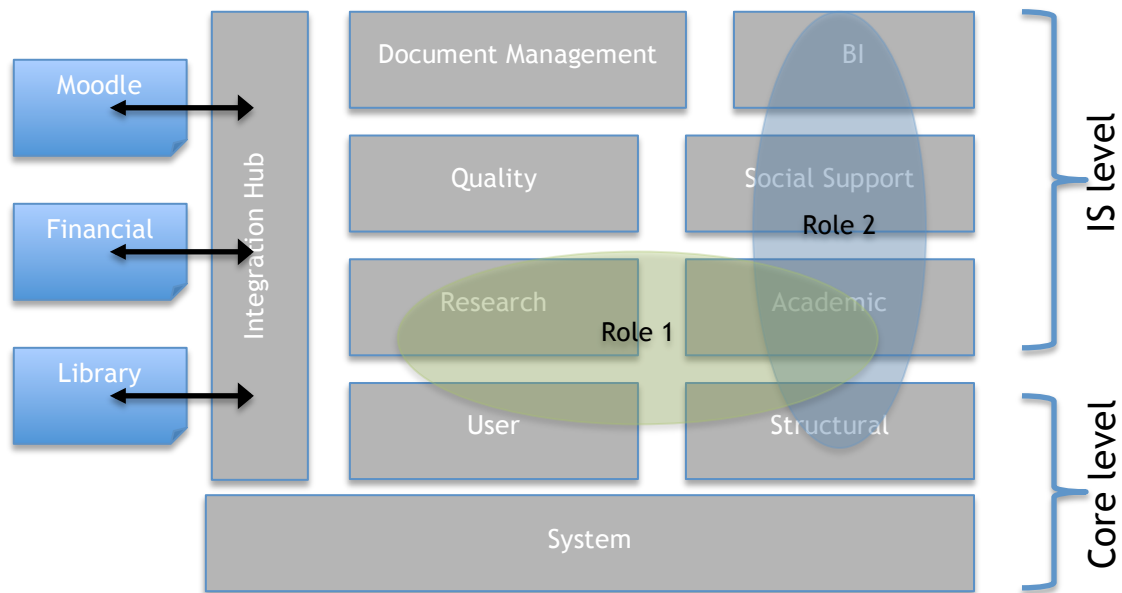 Moodle
Financial
Library
Integration Hub
Document Management
BI
Quality
Social Support
Role 2
Research
Academic
Role 1
User
Structural
System
IS level
Core level